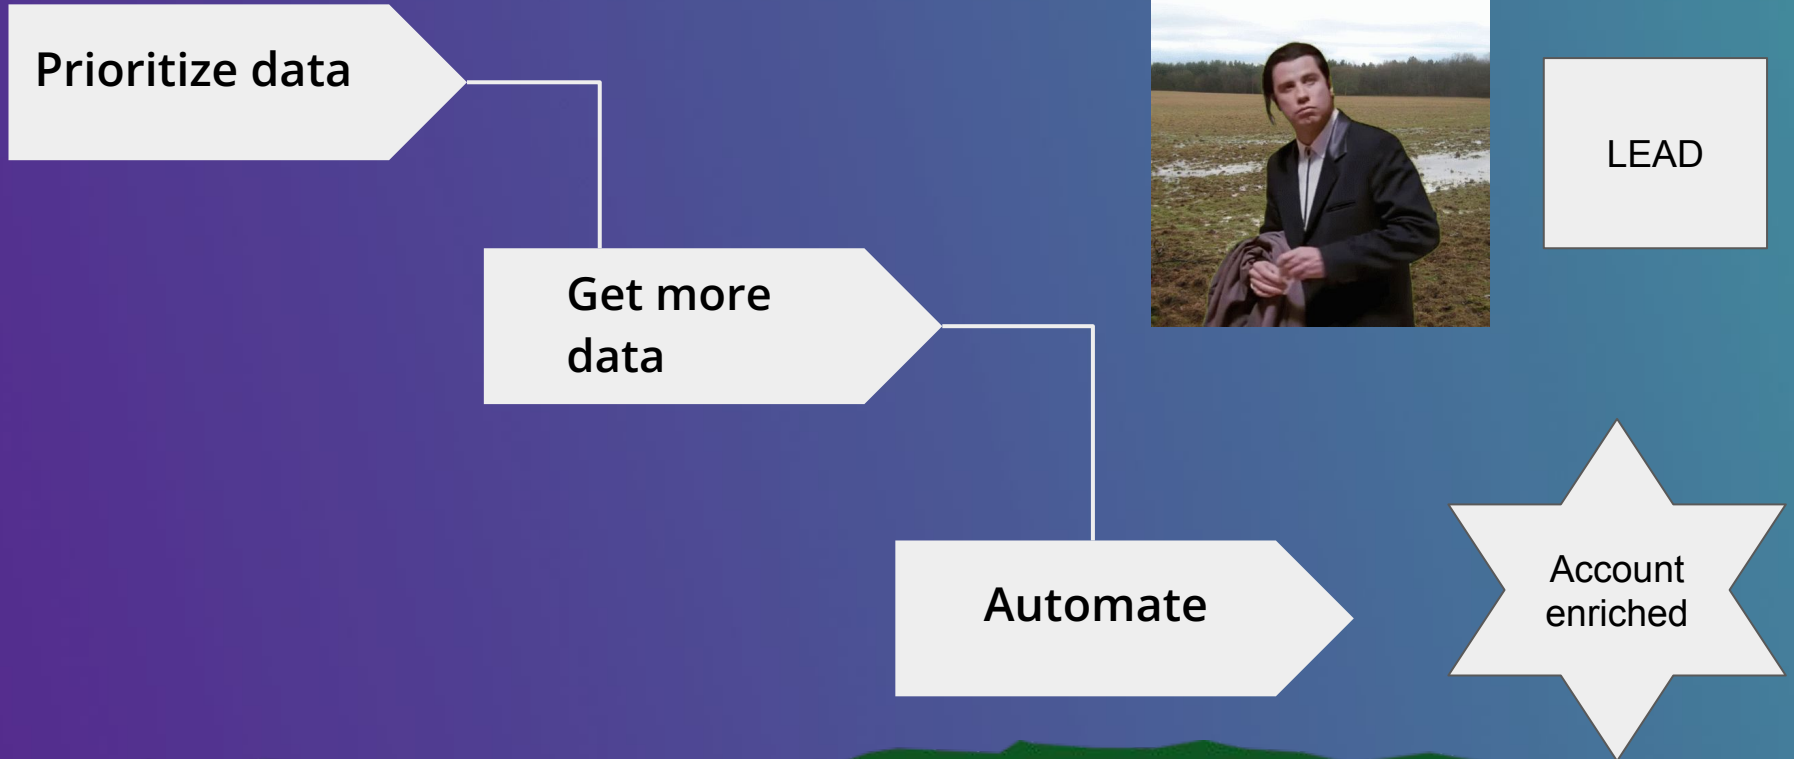 Prioritize data
LEAD
Get more
data
Automate
Account
enriched